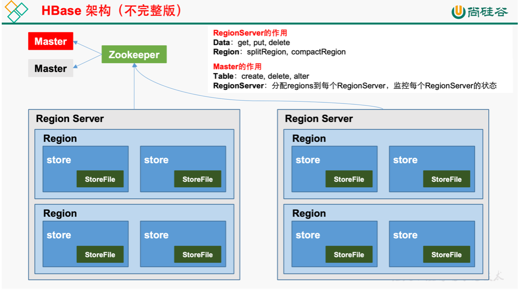 HBase 架构（不完整版）
尚硅谷
RegionServer的作用
Data：get, put, delete
Region：splitRegion, compactRegion
Master的作用
Table：create, delete, alter
RegionServer：分配regions到每个RegionServer，监控每个RegionServer的状态
Master
Zookeeper
Master
Region Server
Region
store
StoreFile
store
StoreFile
Region
store
StoreFile
store
StoreFile
Region Server
Region
store
StoreFile
store
StoreFile
Region
store
StoreFile
store
StoreFile